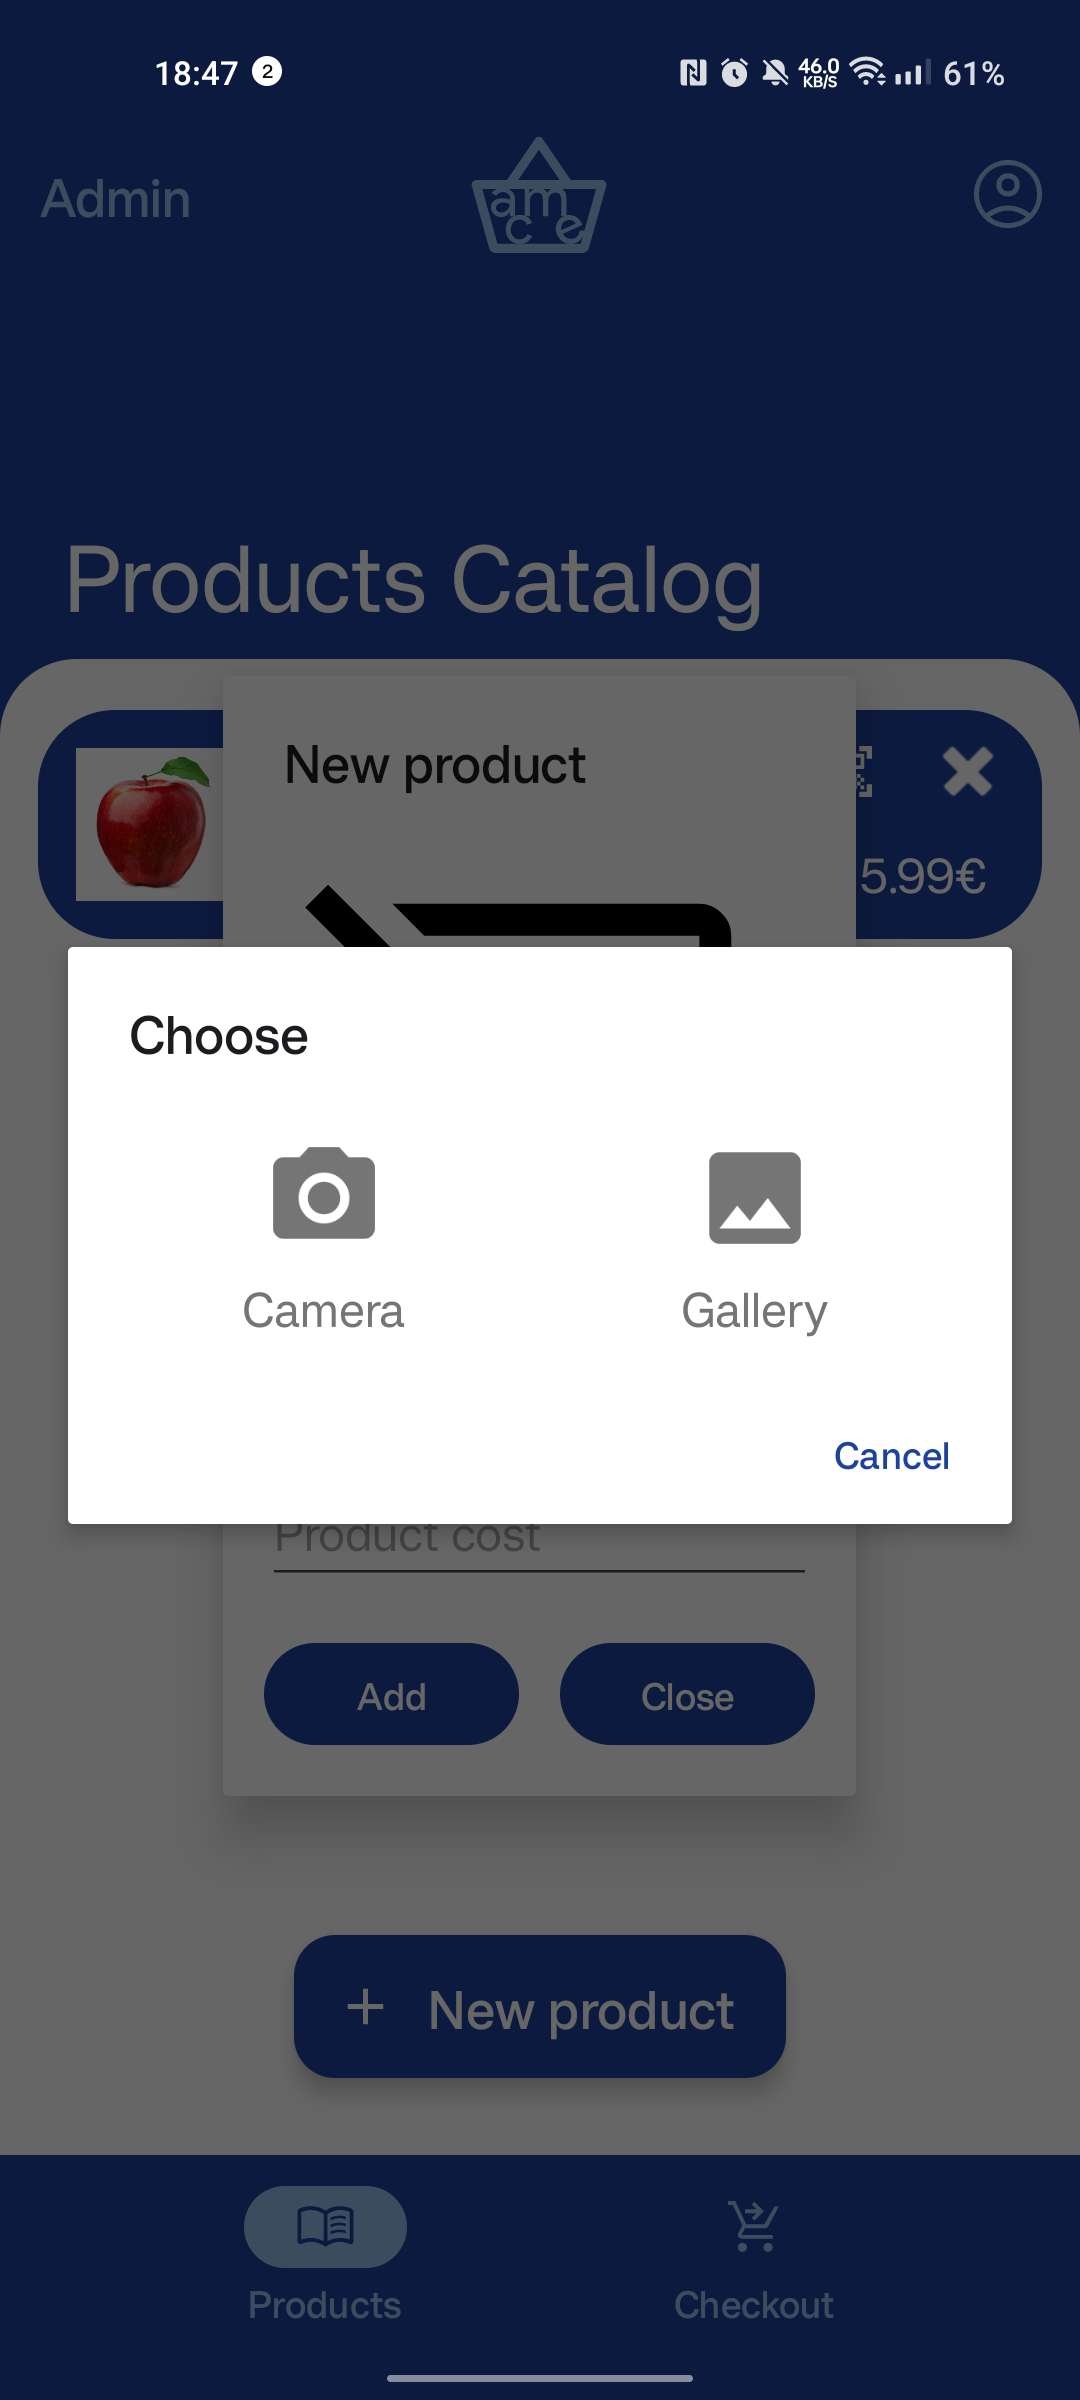 18:47 2 46.0 KB/S 61%
Admin
am
c e
Products Catalog
New product
5.99€
Choose
Camera Gallery
Cancel
Product cost
Add Close
+ New product
Products Checkout